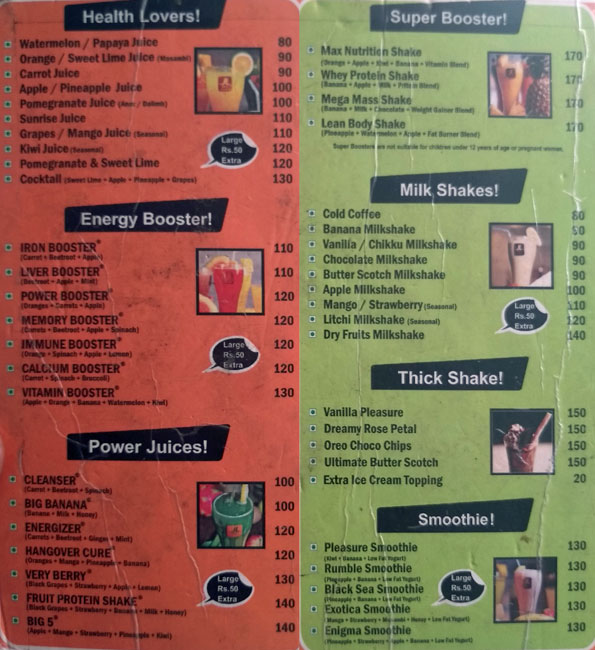 Health Lovers!
Watermelon / Papaya Juice 80
Orange / Sweet Lime Juice (Mosambi) 90
Carrot Juice 90
Apple / Pineapple Juice 100
Pomegranate Juice (Anar / Dalimb) 100
Sunrise Juice 110
Grapes / Mango Juice (Seasonal) 110
Kiwi Juice (Seasonal) 120
Pomegranate & Sweet Lime 120
Cocktail (Sweet Lime + Apple + Pineapple + Grapes) 130
Large
Rs.50
Extra
Energy Booster!
IRON BOOSTER* 110
(Carrot + Beetroot + Apple)
LIVER BOOSTER* 110
(Beetroot + Apple + Mint)
POWER BOOSTER* 120
(Oranges + Carrots + Apple)
MEMORY BOOSTER* 120
(Carrots + Beetroot + Apple + Spinach)
IMMUNE BOOSTER* 120
(Orange + Spinach + Apple + Lemon)
CALCIUM BOOSTER* 120
(Carrot + Spinach + Broccoli)
VITAMIN BOOSTER* 130
(Apple + Orange + Banana + Watermelon + Kiwi)
Large
Rs.50
Extra
Power Juices!
CLEANSER* 100
(Carrot + Beetroot + Spinach)
BIG BANANA* 100
(Banana + Milk + Honey)
ENERGIZER* 120
(Carrots + Beetroot + Ginger + Mint)
HANGOVER CURE* 120
(Oranges + Mango + Pineapple + Banana)
VERY BERRY* 130
(Black Grapes + Strawberry + Apple + Lemon)
FRUIT PROTEIN SHAKE* 140
(Black Grapes + Strawberry + Banana + Milk + Honey)
BIG 5* 140
(Apple + Mango + Strawberry + Pineapple + Kiwi)
Large
Rs.50
Extra
Super Booster!
Max Nutrition Shake 170
(Orange + Apple + Kiwi + Banana + Vitamin Blend)
Whey Protein Shake 170
(Banana + Apple + Milk + Protein Blend)
Mega Mass Shake 170
(Banana + Milk + Chocolate + Weight Gainer Blend)
Lean Body Shake 170
(Pineapple + Watermelon + Apple + Fat Burner Blend)
Super Boosters are not suitable for children under 12 years of age or pregnant women.
Milk Shakes!
Cold Coffee 80
Banana Milkshake 90
Vanilla / Chikku Milkshake 90
Chocolate Milkshake 90
Butter Scotch Milkshake 90
Apple Milkshake 100
Mango / Strawberry (Seasonal) 110
Litchi Milkshake (Seasonal) 120
Dry Fruits Milkshake 140
Large
Rs.50
Extra
Thick Shake!
Vanilla Pleasure 150
Dreamy Rose Petal 150
Oreo Choco Chips 150
Ultimate Butter Scotch 150
Extra Ice Cream Topping 20
Smoothie!
Pleasure Smoothie 130
(Kiwi + Banana + Low Fat Yogurt)
Rumble Smoothie 130
(Pineapple + Banana + Low Fat Yogurt)
Black Sea Smoothie 130
(Pineapple + Banana + Low Fat Yogurt)
Exotica Smoothie 130
(Mango + Strawberry + Mosambi + Honey + Low Fat Yogurt)
Enigma Smoothie 130
(Pineapple + Strawberry + Apple + Banana + Low Fat Yogurt)
Large
Rs.50
Extra